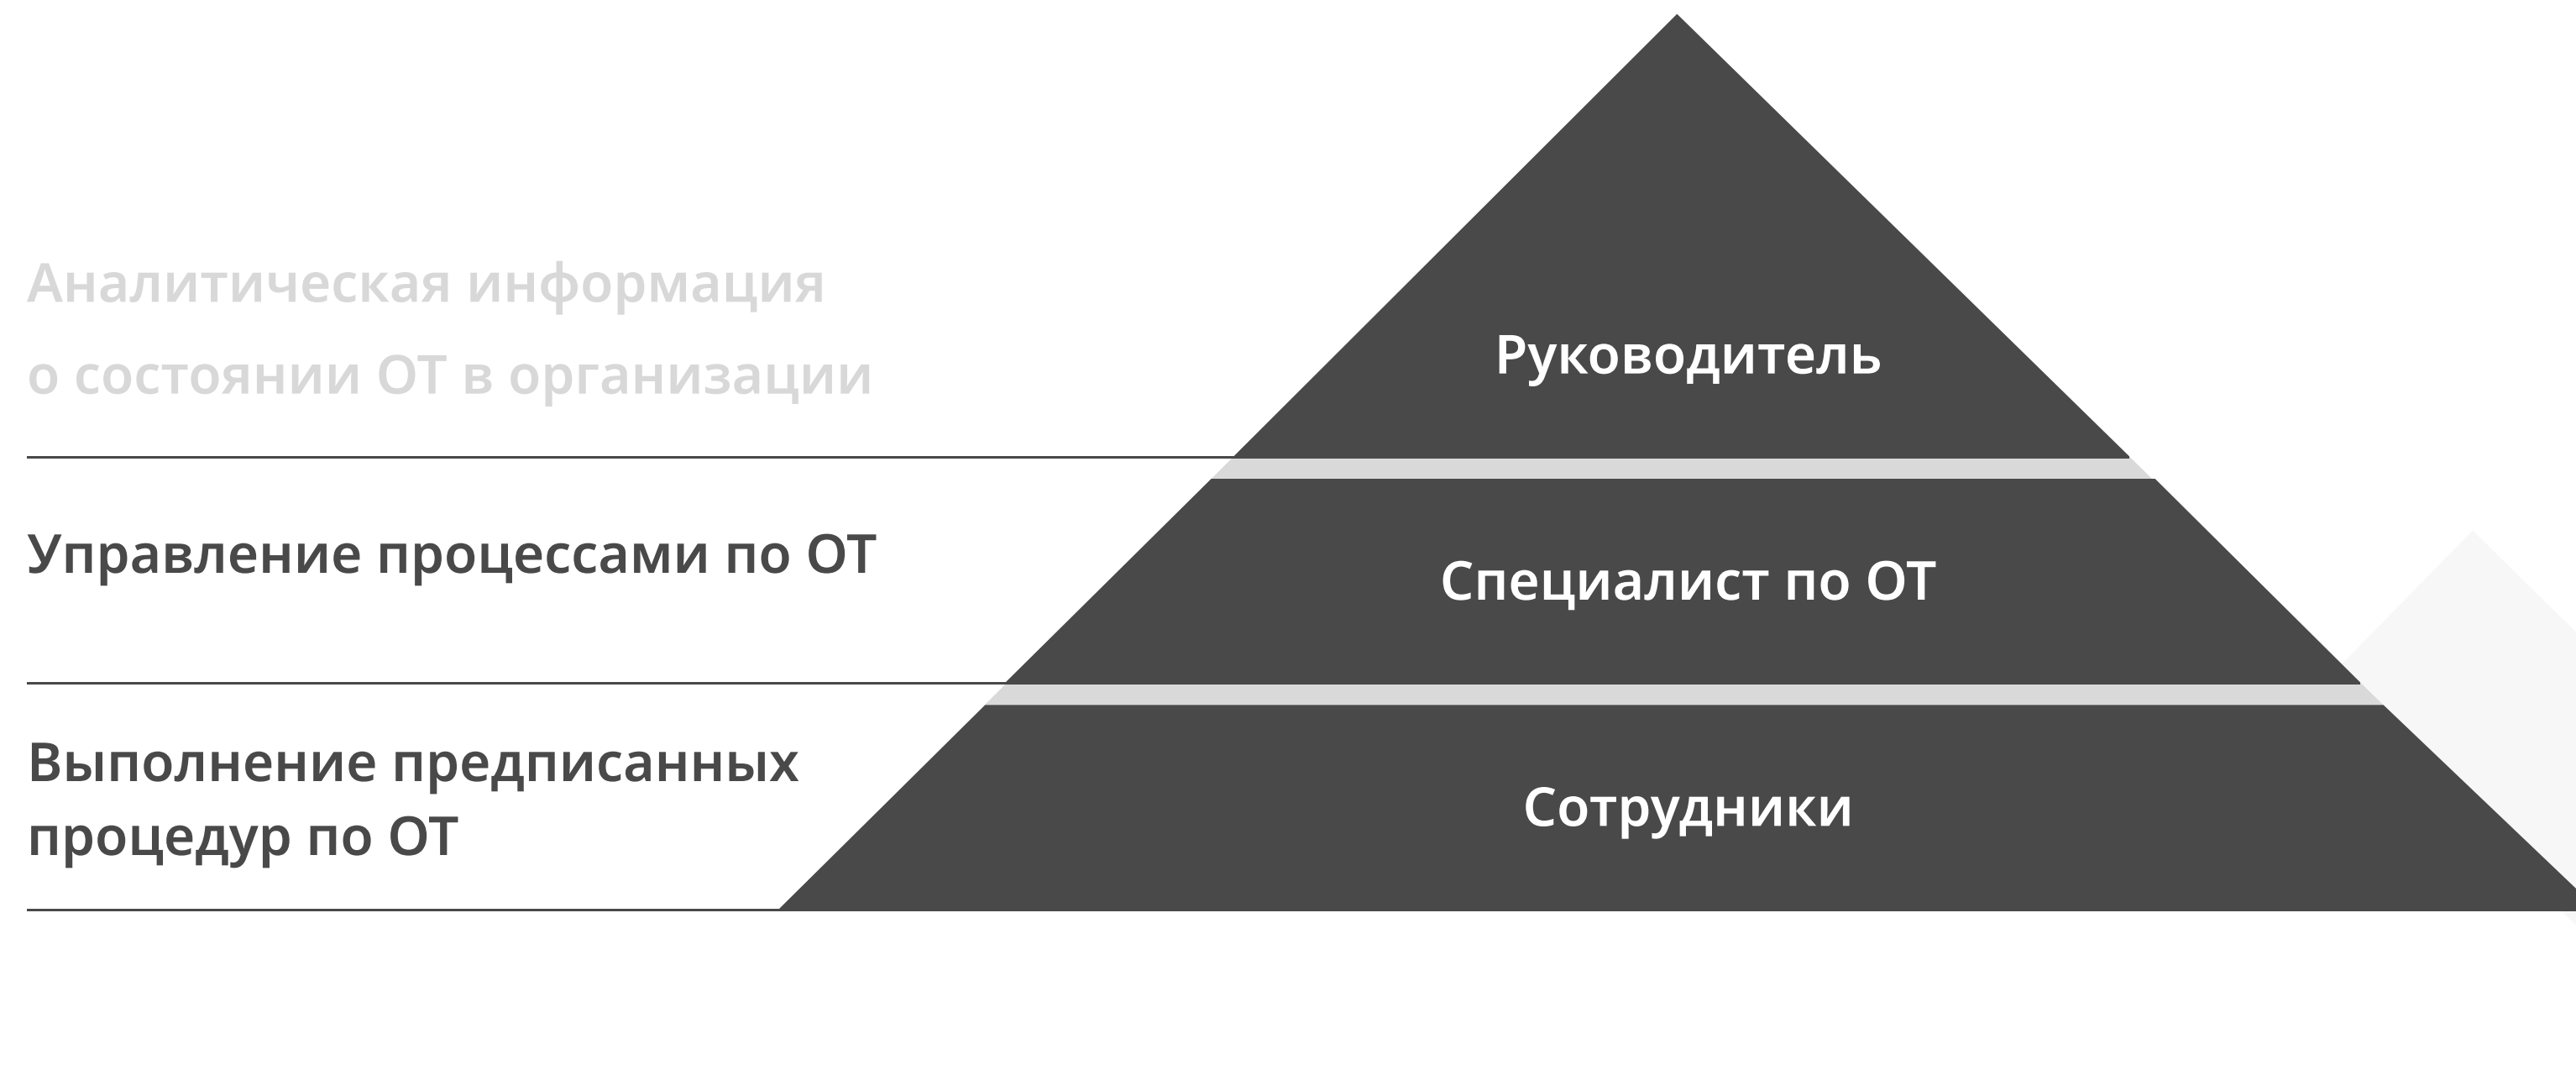 Аналитическая информация
о состоянии ОТ в организации
Руководитель
Управление процессами по ОТ
Специалист по ОТ
Выполнение предписанных
процедур по ОТ
Сотрудники